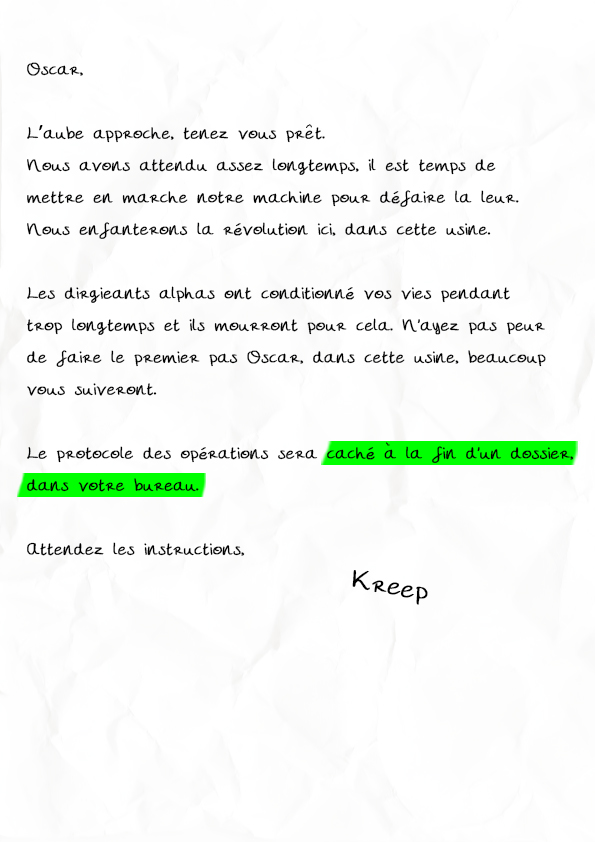 Oscar,
L'aube approche, tenez vous prêt.
Nous avons attendu assez longtemps, il est temps de
mettre en marche notre machine pour défaire la leur.
Nous enfanterons la révolution ici, dans cette usine.
Les dirgieants alphas ont conditionné vos vies pendant
trop longtemps et ils mourront pour cela. N'ayez pas peur
de faire le premier pas Oscar, dans cette usine, beaucoup
vous suiveront.
Le protocole des opérations sera caché à la fin d'un dossier,
dans votre bureau.
Attendez les instructions,
Kreep